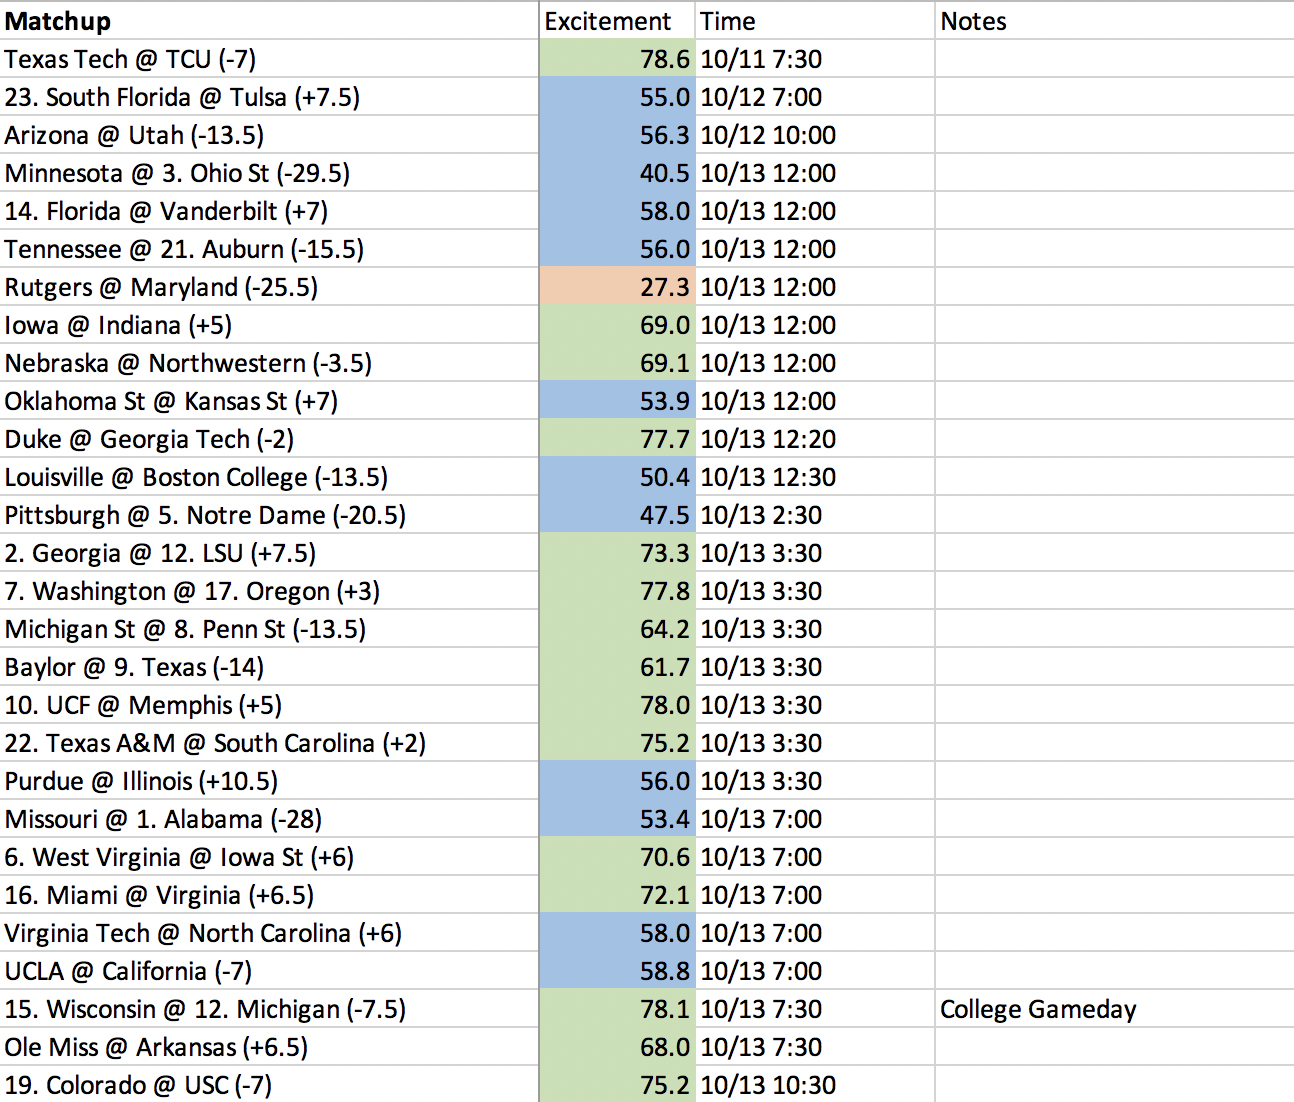 Matchup Excitement Time Notes
Texas Tech @ TCU (-7) 78.6 10/11 7:30
23. South Florida @ Tulsa (+7.5) 55.0 10/12 7:00
Arizona @ Utah (-13.5) 56.3 10/12 10:00
Minnesota @ 3. Ohio St (-29.5) 40.5 10/13 12:00
14. Florida @ Vanderbilt (+7) 58.0 10/13 12:00
Tennessee @ 21. Auburn (-15.5) 56.0 10/13 12:00
Rutgers @ Maryland (-25.5) 27.3 10/13 12:00
Iowa @ Indiana (+5) 69.0 10/13 12:00
Nebraska @ Northwestern (-3.5) 69.1 10/13 12:00
Oklahoma St @ Kansas St (+7) 53.9 10/13 12:00
Duke @ Georgia Tech (-2) 77.7 10/13 12:20
Louisville @ Boston College (-13.5) 50.4 10/13 12:30
Pittsburgh @ 5. Notre Dame (-20.5) 47.5 10/13 2:30
2. Georgia @ 12. LSU (+7.5) 73.3 10/13 3:30
7. Washington @ 17. Oregon (+3) 77.8 10/13 3:30
Michigan St @ 8. Penn St (-13.5) 64.2 10/13 3:30
Baylor @ 9. Texas (-14) 61.7 10/13 3:30
10. UCF @ Memphis (+5) 78.0 10/13 3:30
22. Texas A&M @ South Carolina (+2) 75.2 10/13 3:30
Purdue @ Illinois (+10.5) 56.0 10/13 3:30
Missouri @ 1. Alabama (-28) 53.4 10/13 7:00
6. West Virginia @ Iowa St (+6) 70.6 10/13 7:00
16. Miami @ Virginia (+6.5) 72.1 10/13 7:00
Virginia Tech @ North Carolina (+6) 58.0 10/13 7:00
UCLA @ California (-7) 58.8 10/13 7:00
15. Wisconsin @ 12. Michigan (-7.5) 78.1 10/13 7:30 College Gameday
Ole Miss @ Arkansas (+6.5) 68.0 10/13 7:30
19. Colorado @ USC (-7) 75.2 10/13 10:30